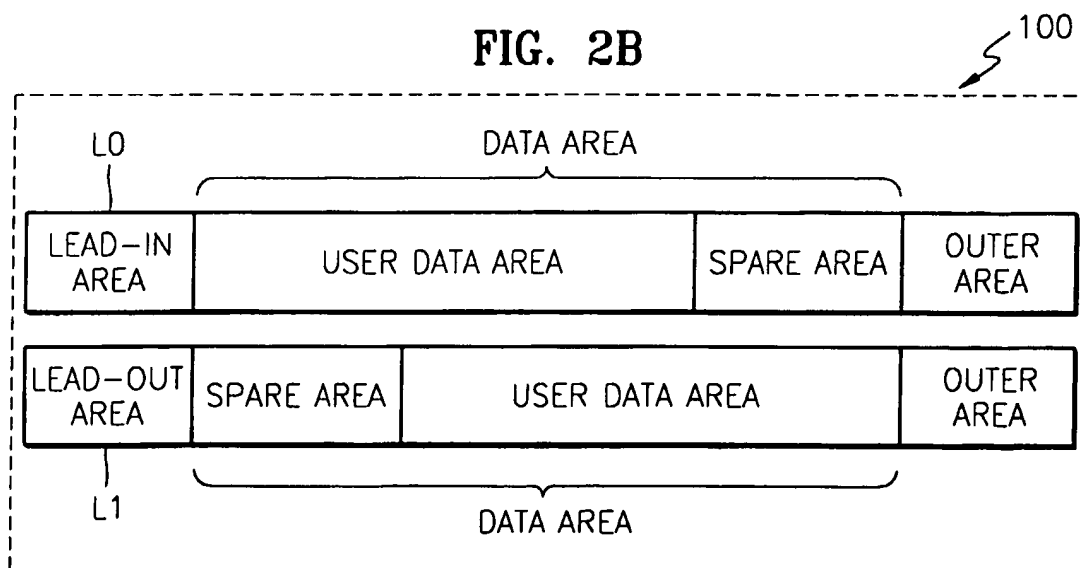 FIG. 2B
100
L0
DATA AREA
LEAD-IN
AREA
USER DATA AREA
SPARE AREA
OUTER
AREA
LEAD-OUT
AREA
SPARE AREA
USER DATA AREA
OUTER
AREA
L1
DATA AREA